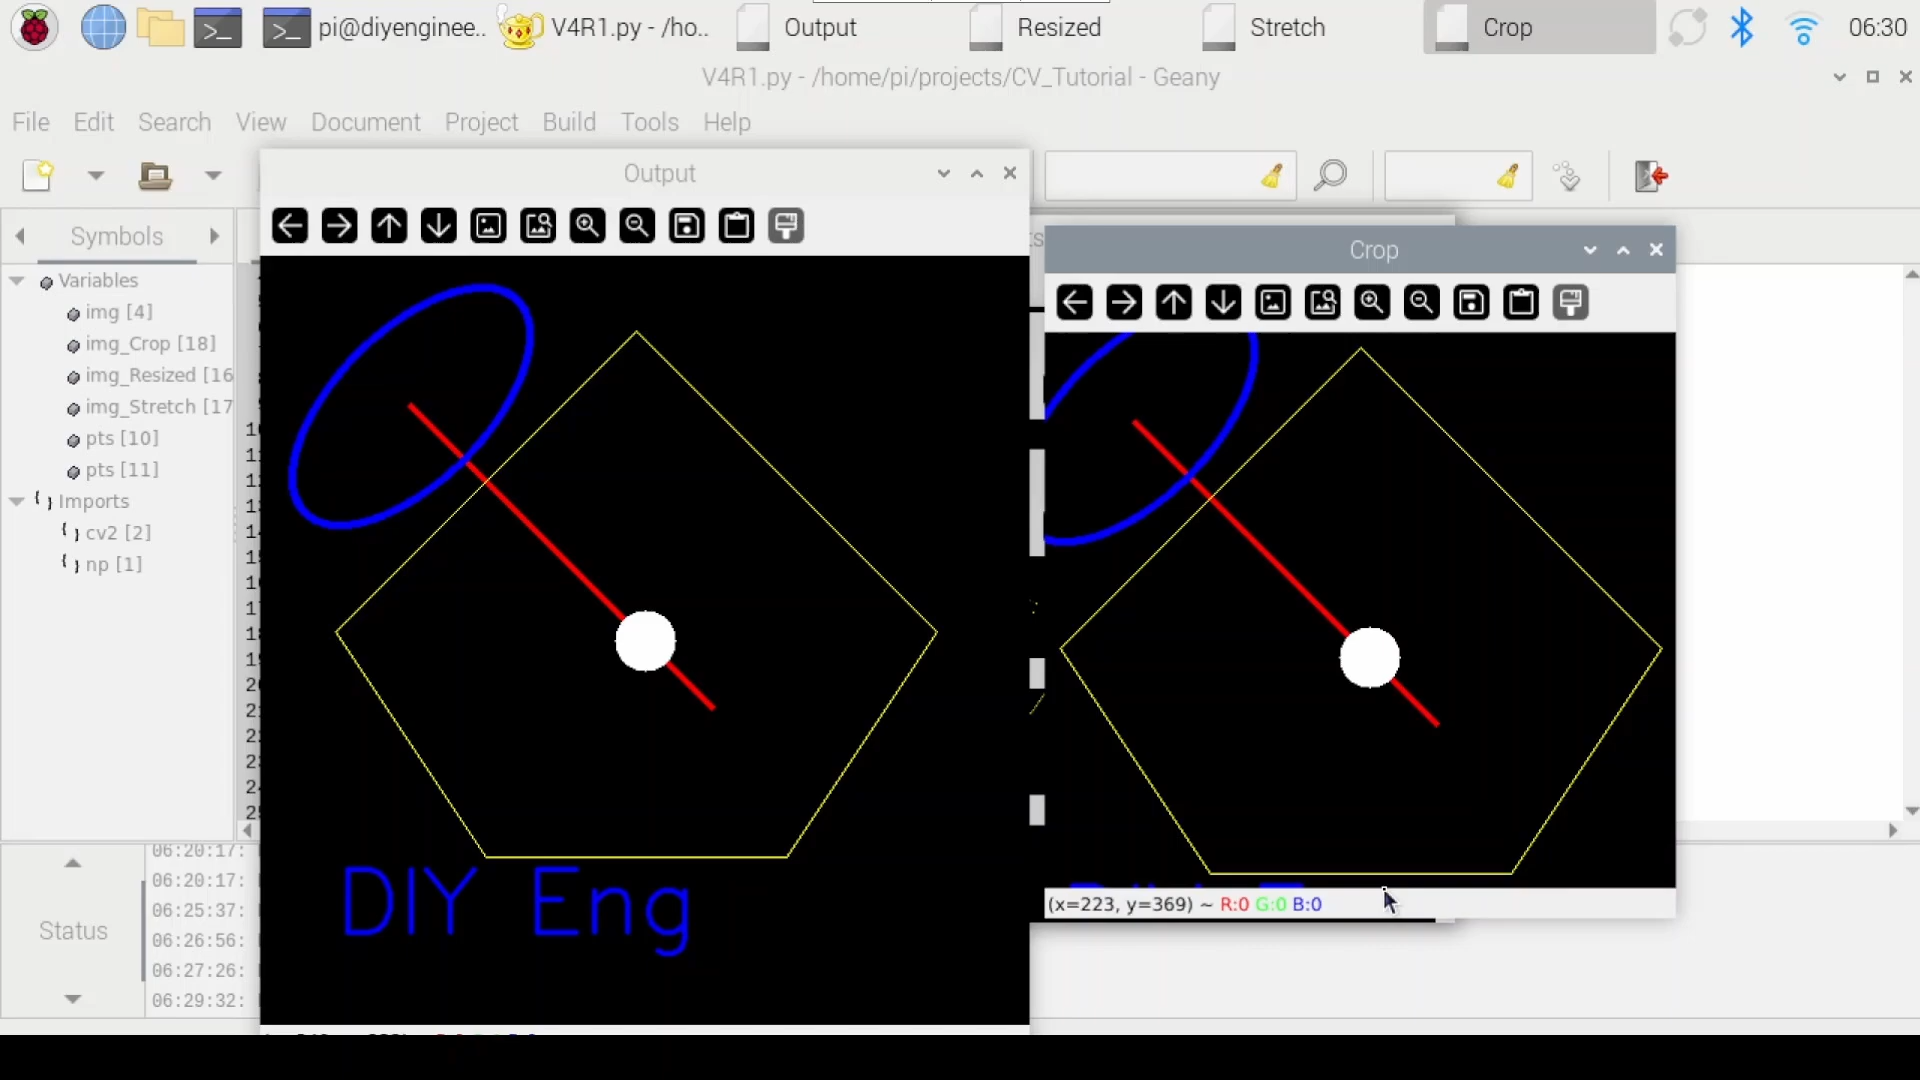 pi@diyenginee.. V4R1.py - /ho.. Output Resized Stretch Crop 06:30
V4R1.py - /home/pi/projects/CV_Tutorial - Geany
File Edit Search View Document Project Build Tools Help
Output
Crop
Symbols
Variables
img [4]
img_Crop [18]
img_Resized [16
img_Stretch [17
pts [10]
pts [11]
Imports
cv2 [2]
np [1]
DIY Eng
(x=223, y=369) ~ R:0 G:0 B:0
Status
06:20:17:
06:20:17:
06:25:37:
06:26:56:
06:27:26:
06:29:32: